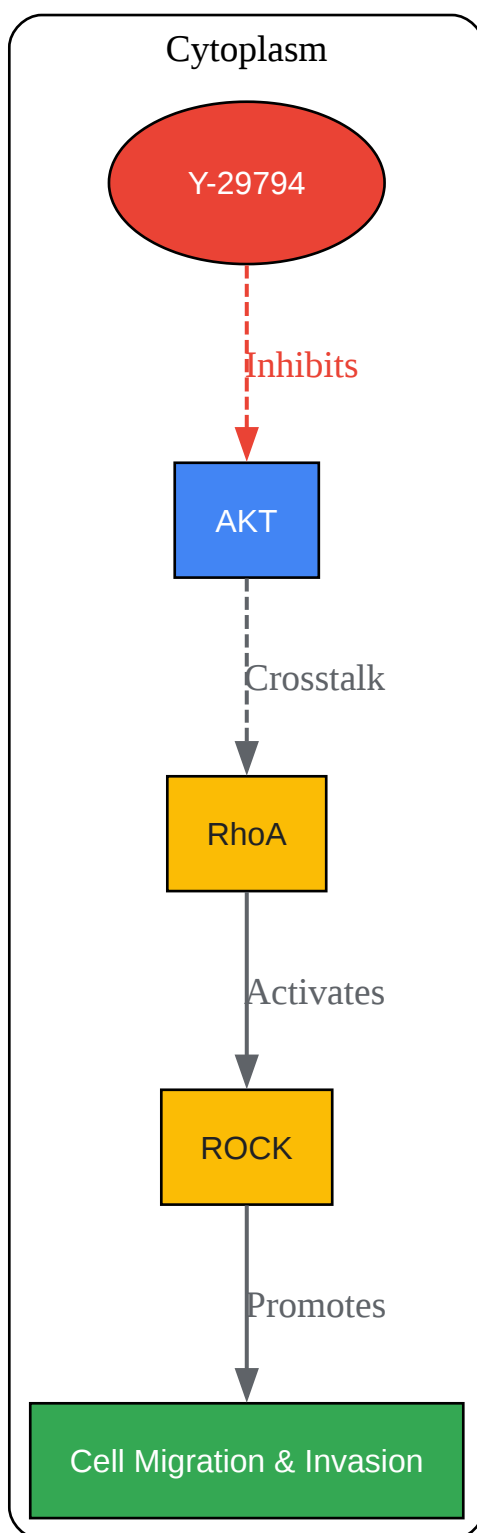 Cytoplasm
Y-29794
Inhibits
AKT
Crosstalk
RhoA
Activates
ROCK
Promotes
Cell Migration & Invasion